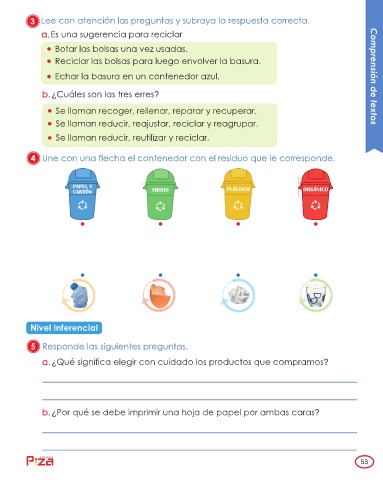 3 Lee con atención las preguntas y subraya la respuesta correcta.
a. Es una sugerencia para reciclar
• Botar las bolsas una vez usadas.
• Reciclar las bolsas para luego envolver la basura.
• Echar la basura en un contenedor azul.
b. ¿Cuáles son las tres erres?
• Se llaman recoger, rellenar, reparar y recuperar.
• Se llaman reducir, reajustar, reciclar y reagrupar.
• Se llaman reducir, reutilizar y reciclar.
4 Une con una flecha el contenedor con el residuo que le corresponde.
PAPEL Y
CARTÓN
VIDRIO
PLÁSTICO
ORGÁNICO
Nivel Inferencial
5 Responde las siguientes preguntas.
a. ¿Qué significa elegir con cuidado los productos que compramos?
b. ¿Por qué se debe imprimir una hoja de papel por ambas caras?
Comprensión de textos
Piza
53